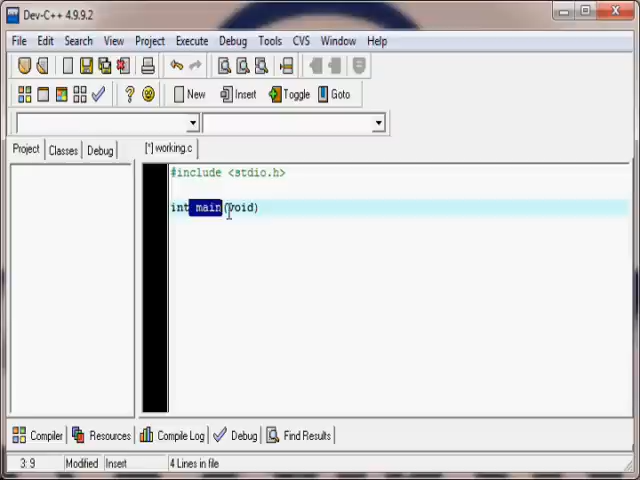 Dev-C++ 4.9.9.2
File Edit Search View Project Execute Debug Tools CVS Window Help
New Insert Toggle Goto
Project Classes Debug [*] working.c
#include <stdio.h>
int main(void)
Compiler Resources Compile Log Debug Find Results
3: 9 Modified Insert 4 Lines in file